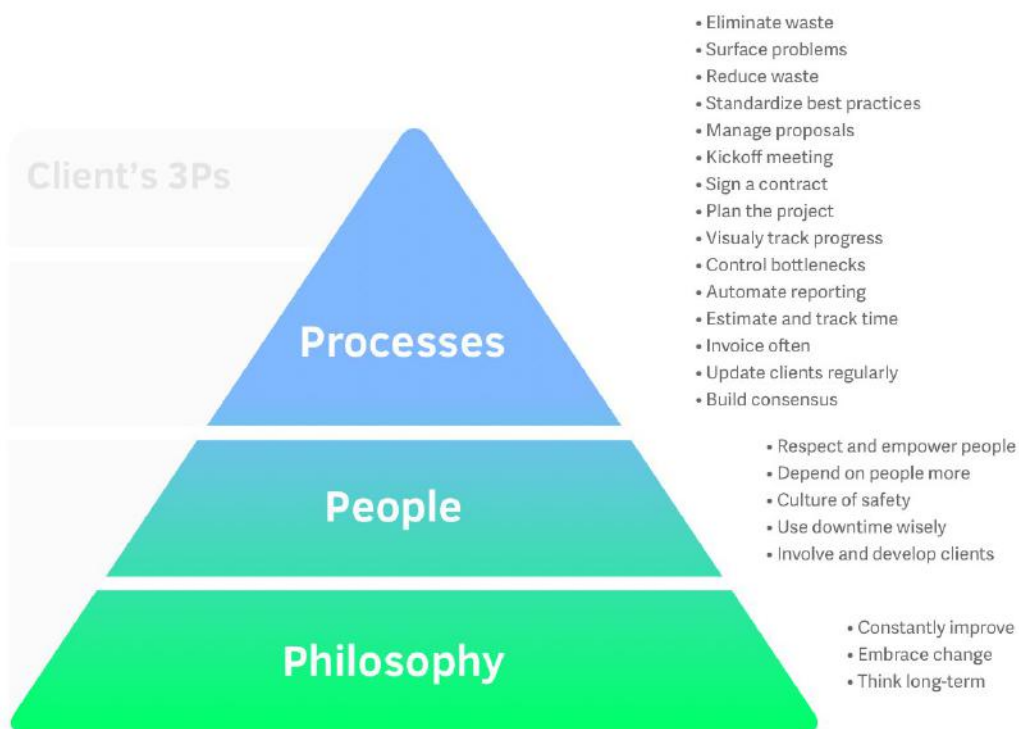 • Eliminate waste
• Surface problems
• Reduce waste
• Standardize best practices
• Manage proposals
• Kickoff meeting
• Sign a contract
• Plan the project
• Visualy track progress
• Control bottlenecks
• Automate reporting
• Estimate and track time
• Invoice often
• Update clients regularly
• Build consensus
Client's 3Ps
Processes
• Respect and empower people
• Depend on people more
• Culture of safety
• Use downtime wisely
• Involve and develop clients
People
• Constantly improve
• Embrace change
• Think long-term
Philosophy